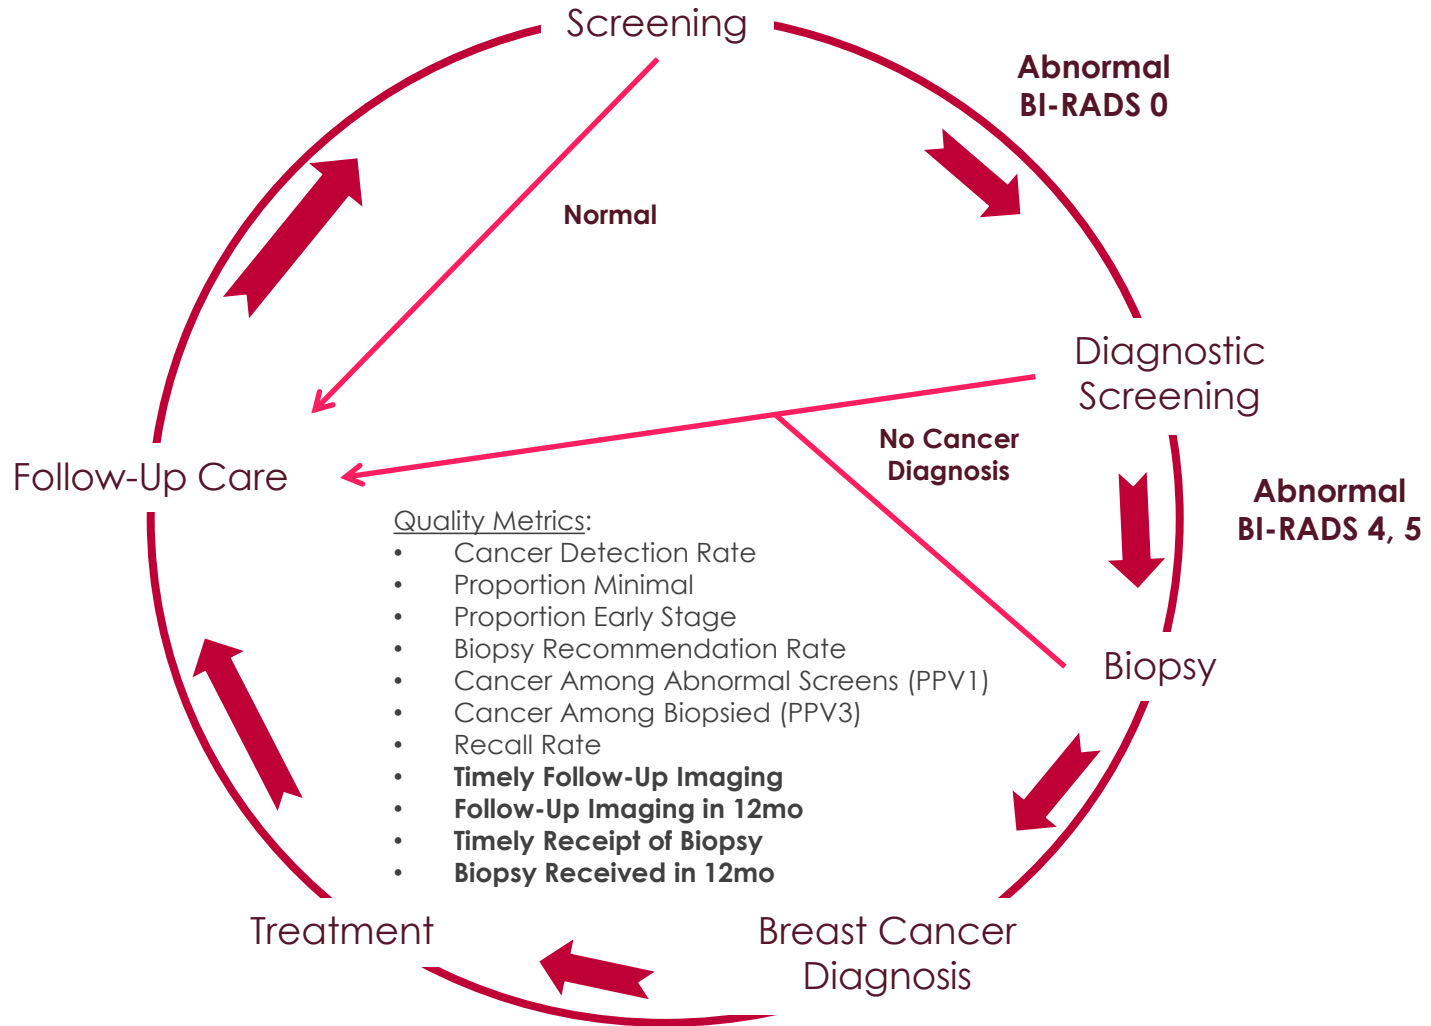 Screening
Abnormal
BI-RADS 0
Normal
Diagnostic
Screening
No Cancer
Diagnosis
Follow-Up Care
Abnormal
BI-RADS 4, 5
Quality Metrics:
• Cancer Detection Rate
• Proportion Minimal
• Proportion Early Stage
• Biopsy Recommendation Rate
• Cancer Among Abnormal Screens (PPV1)
• Cancer Among Biopsied (PPV3)
• Recall Rate
• Timely Follow-Up Imaging
• Follow-Up Imaging in 12mo
• Timely Receipt of Biopsy
• Biopsy Received in 12mo
Biopsy
Treatment
Breast Cancer
Diagnosis